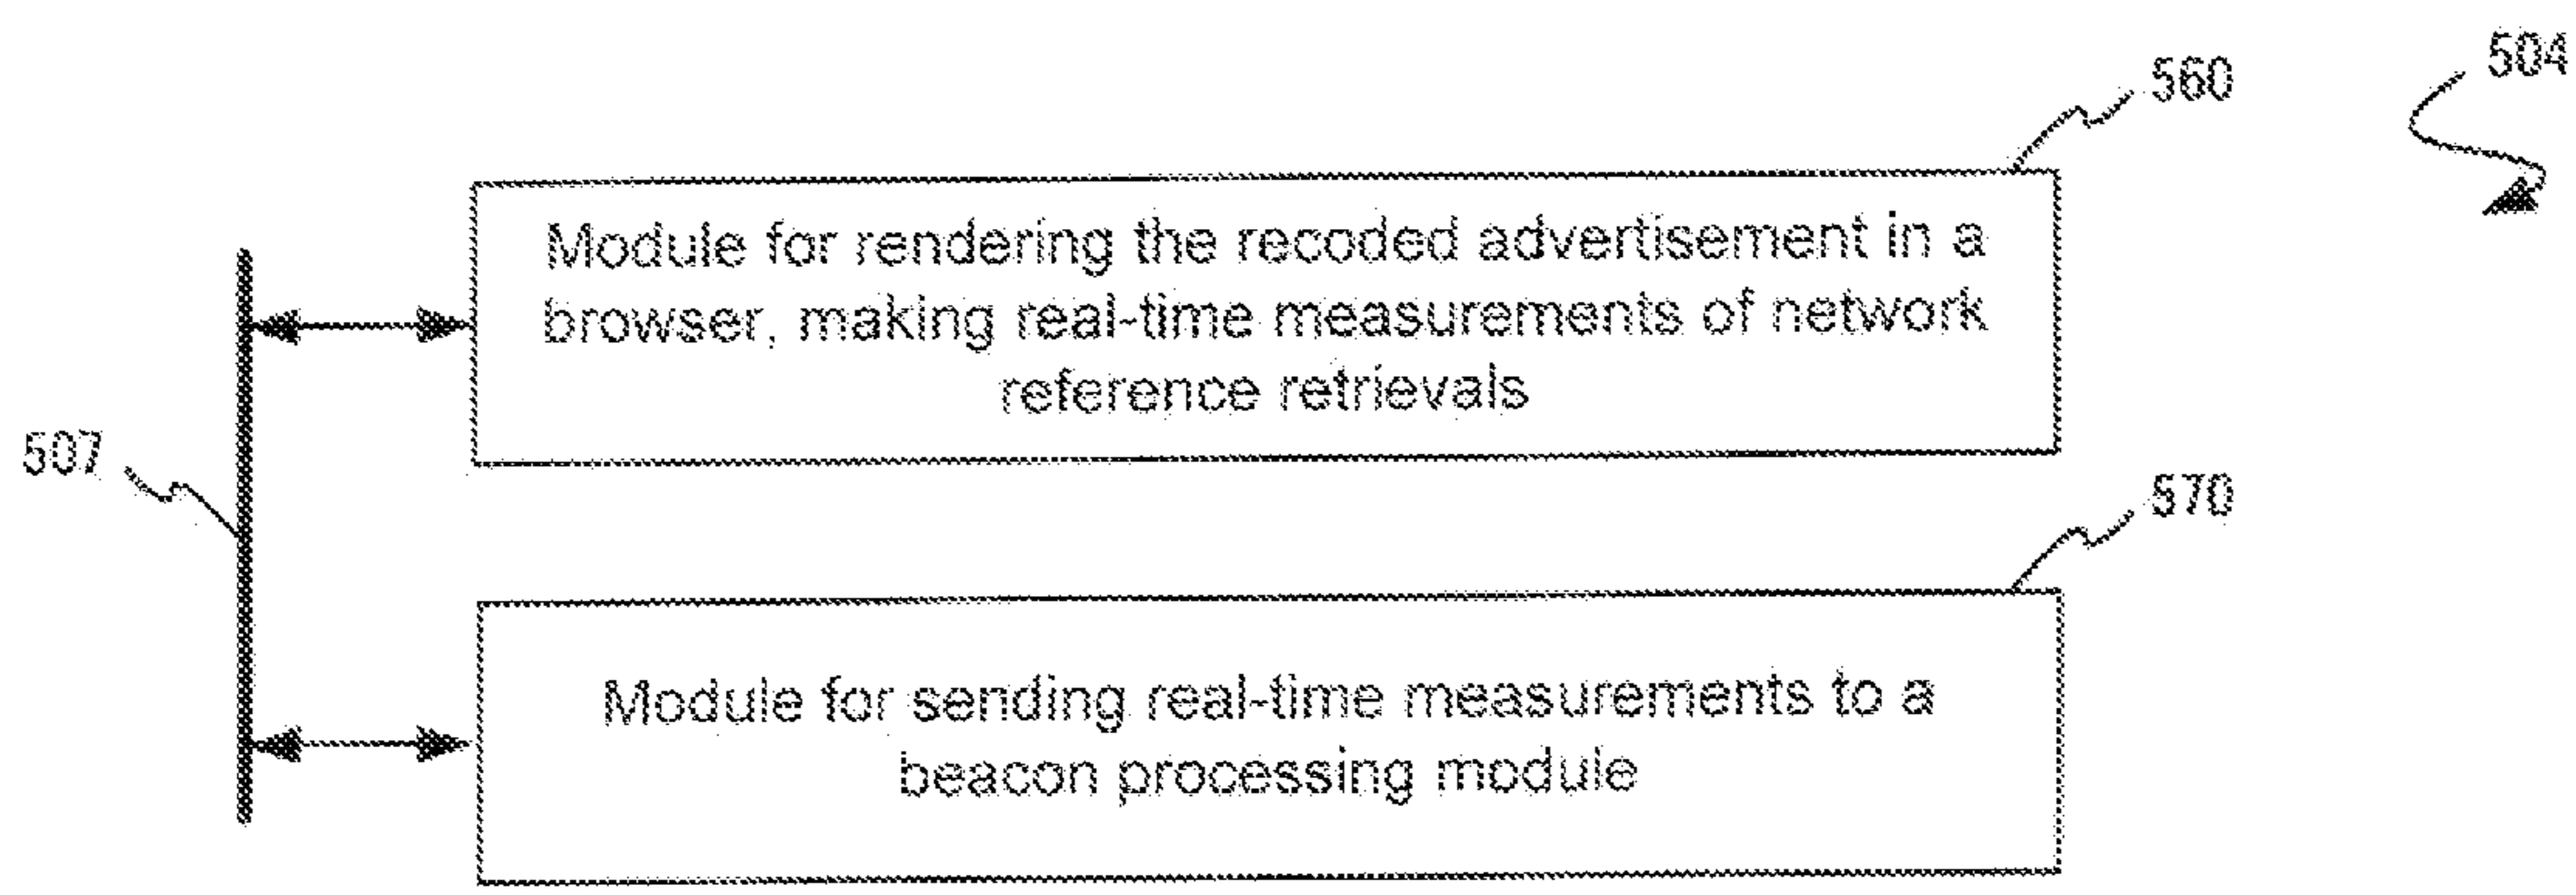 504
560
Module for rendering the recoded advertisement in a
browser, making real-time measurements of network
reference retrievals
507
570
Module for sending real-time measurements to a
beacon processing module